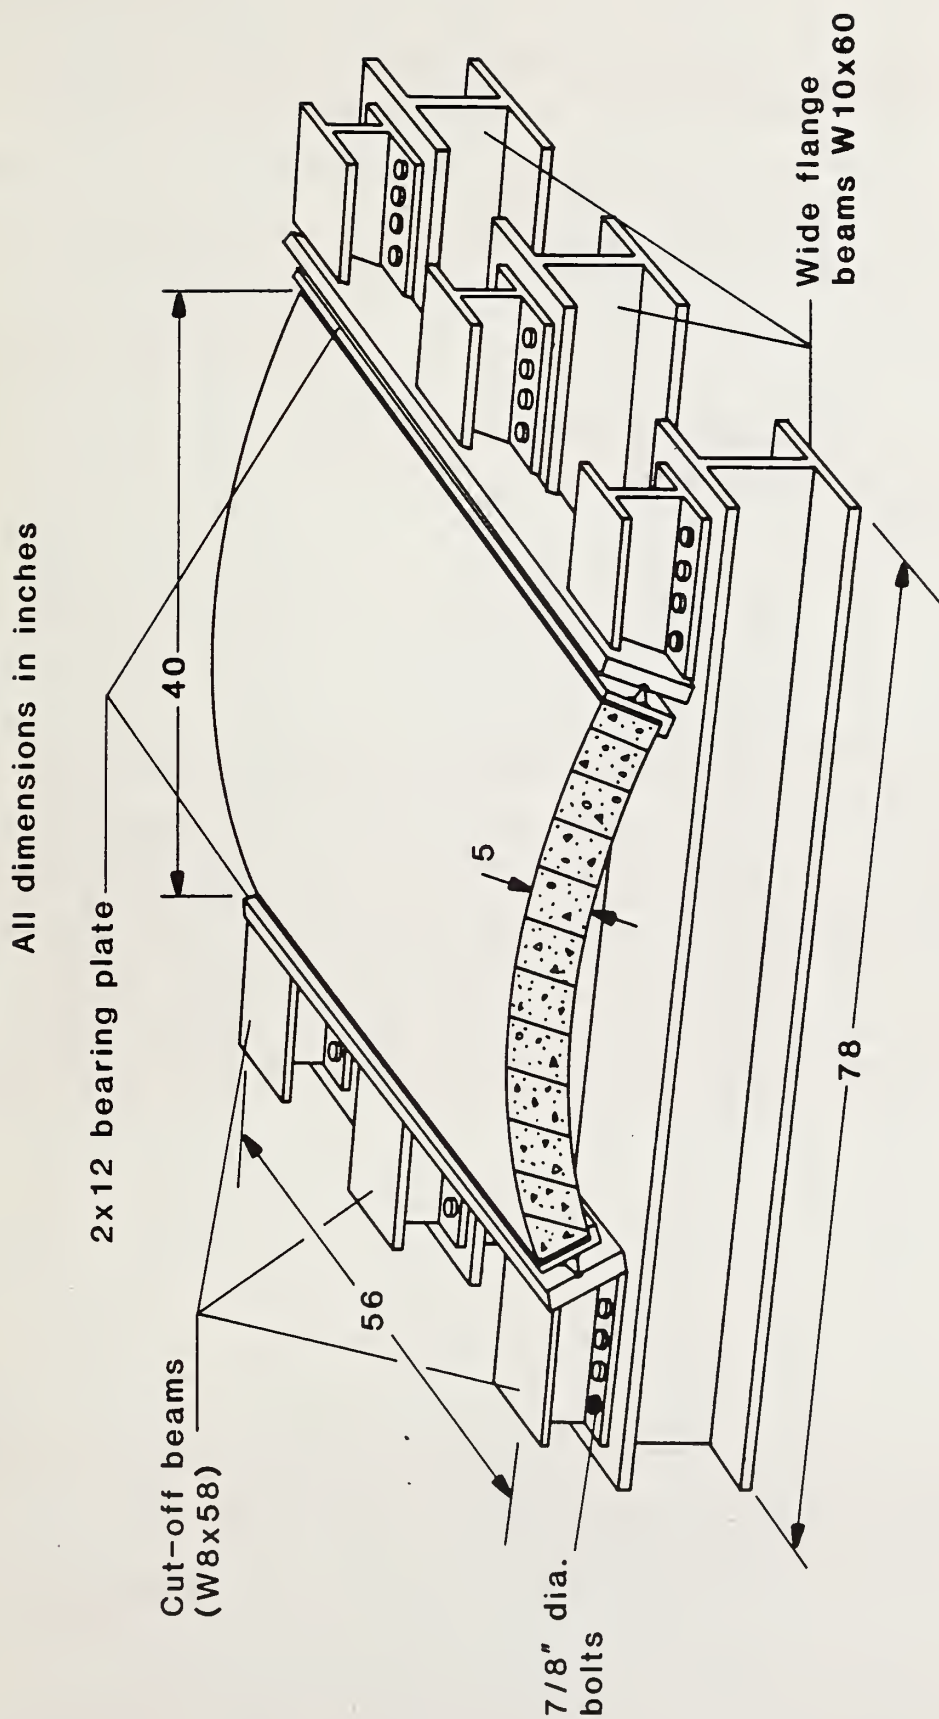 All dimensions in inches
2x12 bearing plate
40
Cut-off beams
(W8x58)
56
5
7/8" dia.
bolts
78
Wide flange
beams W10x60